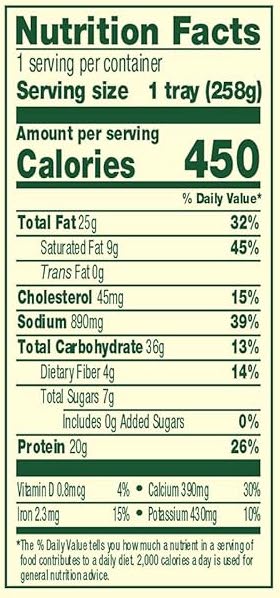 Nutrition Facts
1 serving per container
Serving size 1 tray (258g)
Amount per serving
Calories 450
% Daily Value*
Total Fat 25g 32%
Saturated Fat 9g 45%
Trans Fat 0g
Cholesterol 45mg 15%
Sodium 890mg 39%
Total Carbohydrate 36g 13%
Dietary Fiber 4g 14%
Total Sugars 7g
Includes 0g Added Sugars 0%
Protein 20g 26%
Vitamin D 0.8mcg 4% • Calcium 390mg 30%
Iron 2.3mg 15% • Potassium 430mg 10%
*The % Daily Value tells you how much a nutrient in a serving of
food contributes to a daily diet. 2,000 calories a day is used for
general nutrition advice.